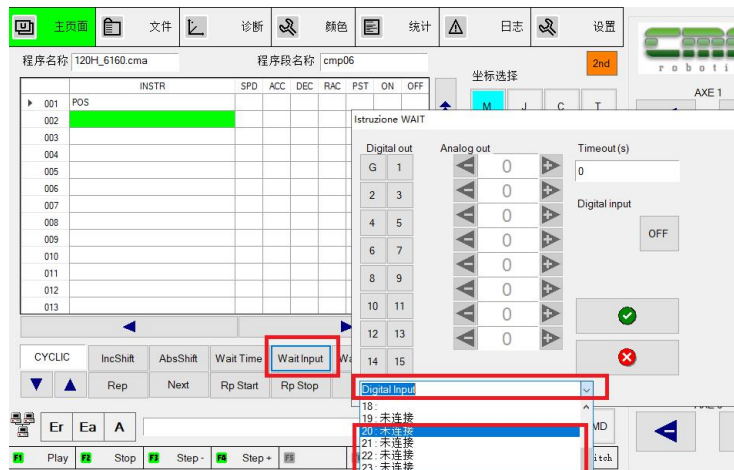 主页面 文件 诊断 颜色 统计 日志 设置
程序名称 120H_6160.cma 程序段名称 cmp06 2nd
坐标选择
roboti
INSTR SPD ACC DEC RAC PST ON OFF
M J C T
AXE 1
001 POS
002
003
004
005
006
007
008
009
010
011
012
013
Istruzione WAIT
Digital out Analog out Timeout (s)
G 1 0 0
2 3 0 Digital input
4 5 0 OFF
6 7 0
8 9 0
10 11 0
12 13 0
14 15 0
CYCLIC IncShift AbsShift Wait Time Wait Input
Rep Next Rp Start Rp Stop
Digital Input
18 :
19 : 未连接
20 : 未连接
21 : 未连接
22 : 未连接
23 : 未连接
Er Ea A
MD
F1 Play F2 Stop F3 Step - F4 Step + F5